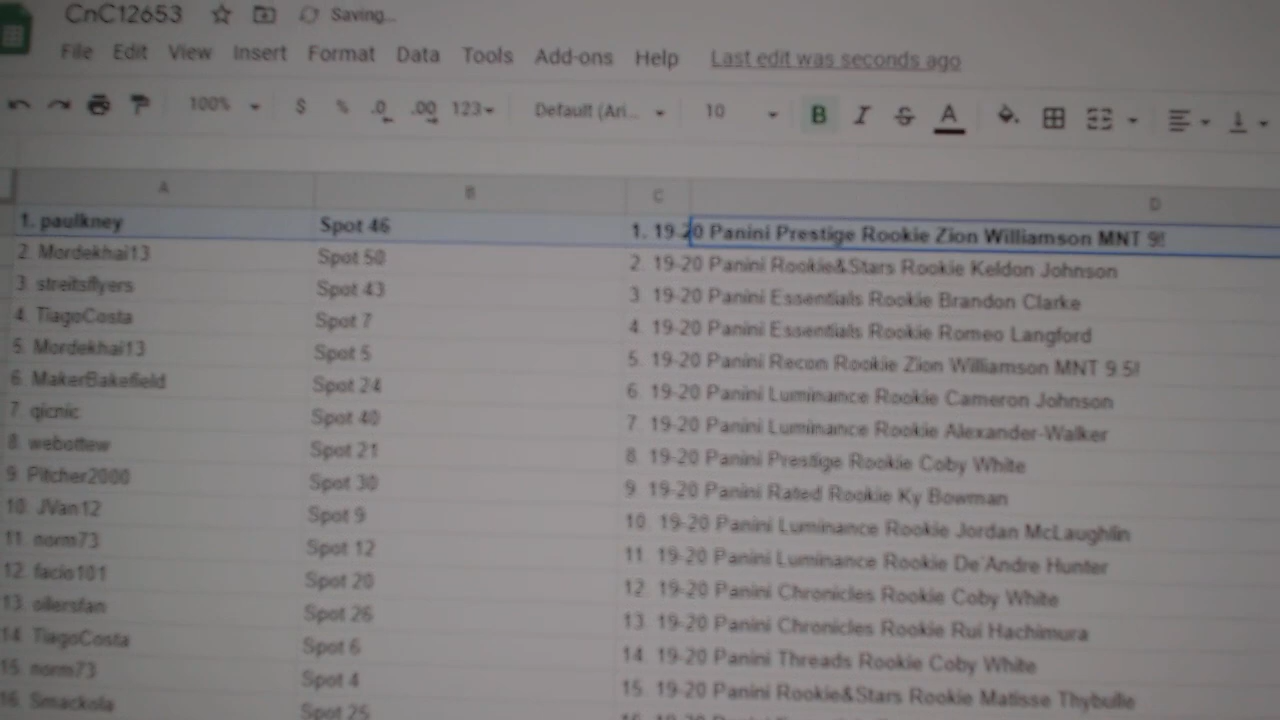 CnC12653 Saving...
File Edit View Insert Format Data Tools Add-ons Help Last edit was seconds ago
100% $ % .0 .00 123 Default (Ari... 10 B I S A
A B C D
1. paulkney Spot 46 1. 19-20 Panini Prestige Rookie Zion Williamson MNT 9!
2. Mordekhai13 Spot 50 2. 19-20 Panini Rookie&Stars Rookie Keldon Johnson
3. streitsflyers Spot 43 3. 19-20 Panini Essentials Rookie Brandon Clarke
4. TiagoCosta Spot 7 4. 19-20 Panini Essentials Rookie Romeo Langford
5. Mordekhai13 Spot 5 5. 19-20 Panini Recon Rookie Zion Williamson MNT 9.5!
6. MakerBakefield Spot 24 6. 19-20 Panini Luminance Rookie Cameron Johnson
7. qicnic Spot 40 7. 19-20 Panini Luminance Rookie Alexander-Walker
8. webottew Spot 21 8. 19-20 Panini Prestige Rookie Coby White
9. Pitcher2000 Spot 30 9. 19-20 Panini Rated Rookie Ky Bowman
10. JVan12 Spot 9 10. 19-20 Panini Luminance Rookie Jordan McLaughlin
11. norm73 Spot 12 11. 19-20 Panini Luminance Rookie De'Andre Hunter
12. facio101 Spot 20 12. 19-20 Panini Chronicles Rookie Coby White
13. oilersfan Spot 26 13. 19-20 Panini Chronicles Rookie Rui Hachimura
14. TiagoCosta Spot 6 14. 19-20 Panini Threads Rookie Coby White
15. norm73 Spot 4 15. 19-20 Panini Rookie&Stars Rookie Matisse Thybulle
16. Smackola Spot 25